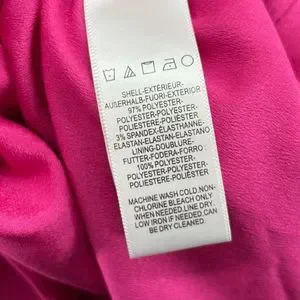 SHELL-EXTÉRIEUR-
AUßERHALB-FUORI-EXTERIOR
97% POLYESTER-
POLYESTER-POLYESTER-
POLIESTERE-POLIÉSTER
3% SPANDEX-ÉLASTHANNE-
ELASTAN-ELASTAN-ELASTANO
LINING-DOUBLURE-
FUTTER-FODERA-FORRO
100% POLYESTER-
POLYESTER-POLYESTER-
POLIESTERE-POLIÉSTER
MACHINE WASH COLD.NON-
CHLORINE BLEACH ONLY
WHEN NEEDED.LINE DRY.
LOW IRON IF NEEDED.CAN
BE DRY CLEANED.